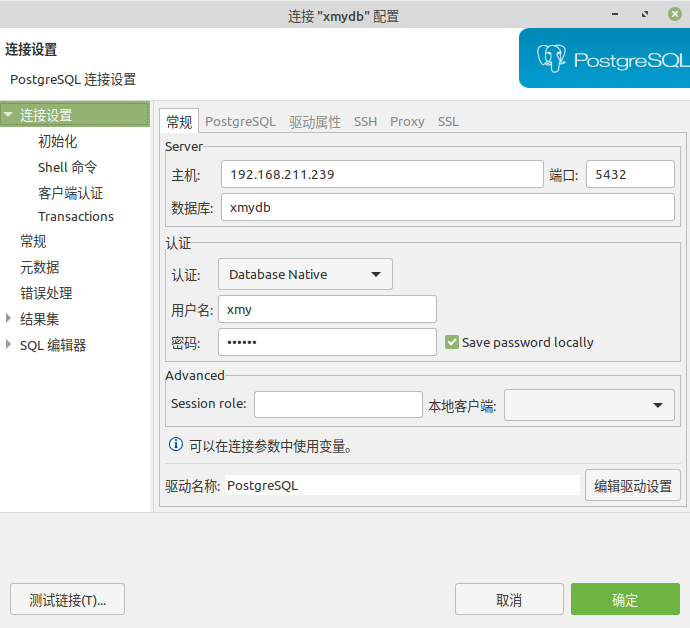 连接 "xmydb" 配置
连接设置
PostgreSQL 连接设置
PostgreSQL
连接设置
初始化
Shell 命令
客户端认证
Transactions
常规
元数据
错误处理
结果集
SQL 编辑器
常规 PostgreSQL 驱动属性 SSH Proxy SSL
Server
主机: 192.168.211.239 端口: 5432
数据库: xmydb
认证
认证: Database Native
用户名: xmy
密码: •••••• Save password locally
Advanced
Session role: 本地客户端:
可以在连接参数中使用变量。
驱动名称: PostgreSQL 编辑驱动设置
测试链接(T)... 取消 确定